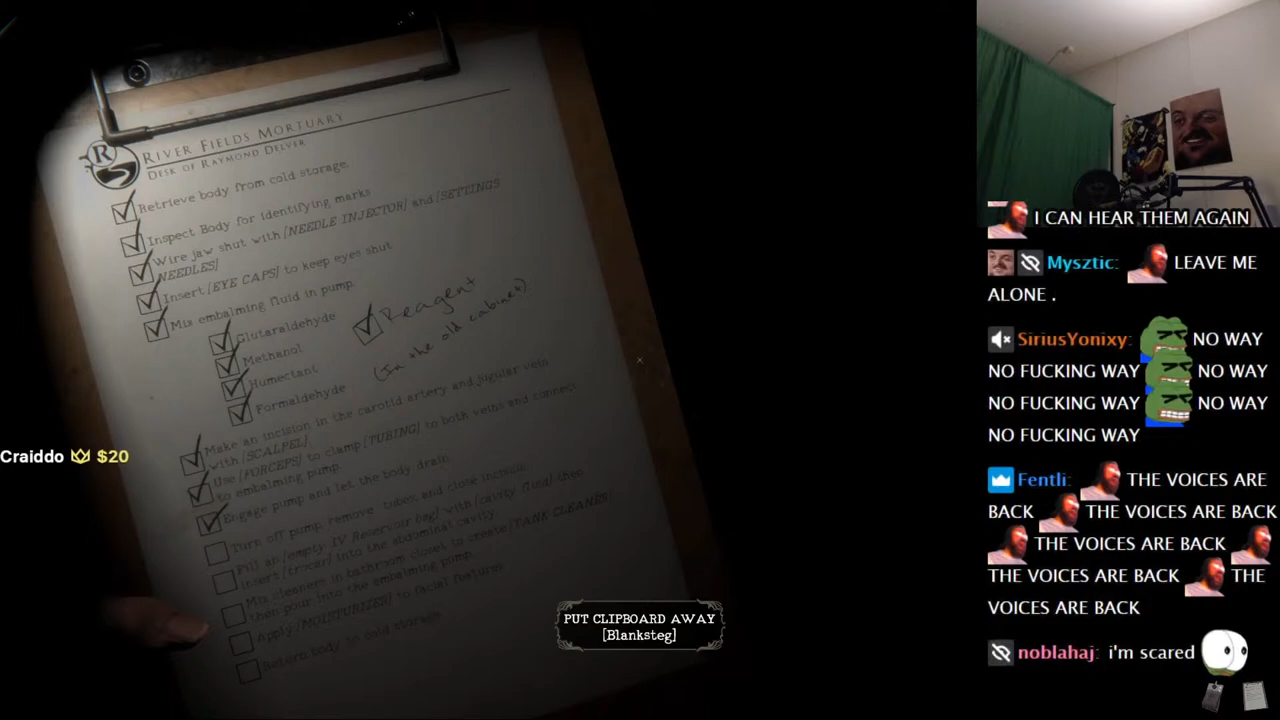 RIVER FIELDS MORTUARY
DESK OF RAYMOND DELVER
R
Retrieve body from cold storage.
Inspect Body for identifying marks
Wire jaw shut with [NEEDLE INJECTOR] and [SETTINGS
NEEDLES]
Insert [EYE CAPS] to keep eyes shut
Mix embalming fluid in pump
Glutaraldehyde
Methanol
Humectant
Formaldehyde
Reagent
(In the old cabinet)
Make an incision in the carotid artery and jugular vein
with [SCALPEL]
Use [FORCEPS] to clamp [TUBING] to both veins and connect
to embalming pump.
Engage pump and let the body drain
Turn off pump remove tubes, and close incision
Fill an [empty IV Reservoir bag] with [cavity fluid] then
insert [trocar] into the abdominal cavity.
Mix cleaners in bathroom closet to create [TANK CLEANER]
then pour into the embalming pump.
Apply [MOISTURIZER] to facial features
Return body to cold storage
PUT CLIPBOARD AWAY
[Blanksteg]
Craiddo $20
I CAN HEAR THEM AGAIN
Mysztic: LEAVE ME
ALONE .
SiriusYonixy: NO WAY
NO FUCKING WAY NO WAY
NO FUCKING WAY NO WAY
NO FUCKING WAY
Fentli: THE VOICES ARE
BACK THE VOICES ARE BACK
THE VOICES ARE BACK
THE VOICES ARE BACK THE
VOICES ARE BACK
noblahaj: i'm scared